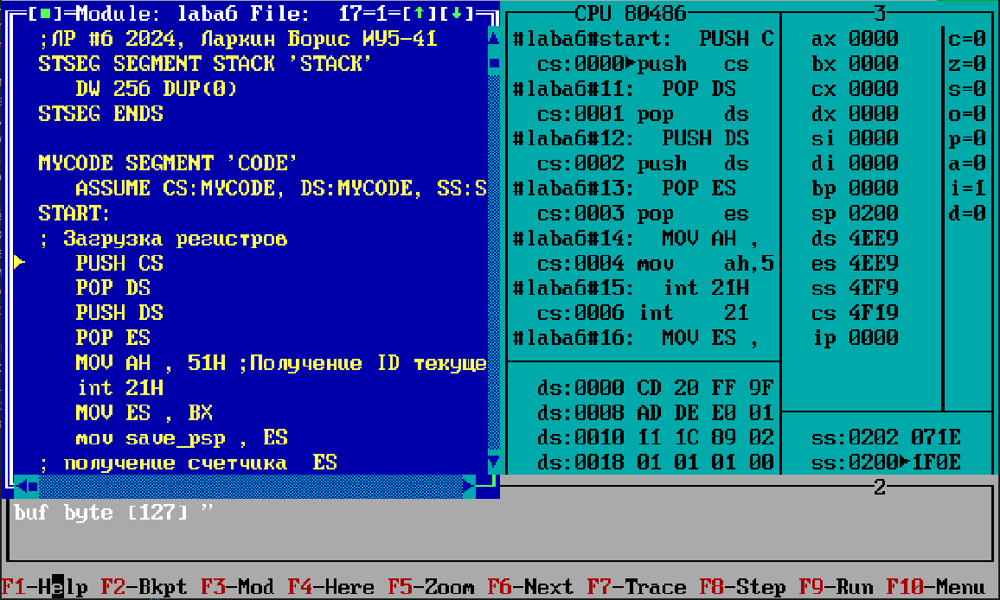 [■]=Module: laba6 File: 17=1=[↑][↓]
;ЛР #6 2024, Ларкин Борис ИУ5-41
STSEG SEGMENT STACK 'STACK'
DW 256 DUP(0)
STSEG ENDS
MYCODE SEGMENT 'CODE'
ASSUME CS:MYCODE, DS:MYCODE, SS:S
START:
; Загрузка регистров
PUSH CS
POP DS
PUSH DS
POP ES
MOV AH , 51H ;Получение ID текуще
int 21H
MOV ES , BX
mov save_psp , ES
; получение счетчика ES
CPU 80486
#laba6#start: PUSH C
cs:0000►push cs
#laba6#11: POP DS
cs:0001 pop ds
#laba6#12: PUSH DS
cs:0002 push ds
#laba6#13: POP ES
cs:0003 pop es
#laba6#14: MOV AH ,
cs:0004 mov ah,5
#laba6#15: int 21H
cs:0006 int 21
#laba6#16: MOV ES ,
ds:0000 CD 20 FF 9F
ds:0008 AD DE E0 01
ds:0010 11 1C 89 02
ds:0018 01 01 01 00
3
ax 0000 c=0
bx 0000 z=0
cx 0000 s=0
dx 0000 o=0
si 0000 p=0
di 0000 a=0
bp 0000 i=1
sp 0200 d=0
ds 4EE9
es 4EE9
ss 4EF9
cs 4F19
ip 0000
ss:0202 071E
ss:0200►1F0E
2
buf byte [127] ''
F1-Help F2-Bkpt F3-Mod F4-Here F5-Zoom F6-Next F7-Trace F8-Step F9-Run F10-Menu